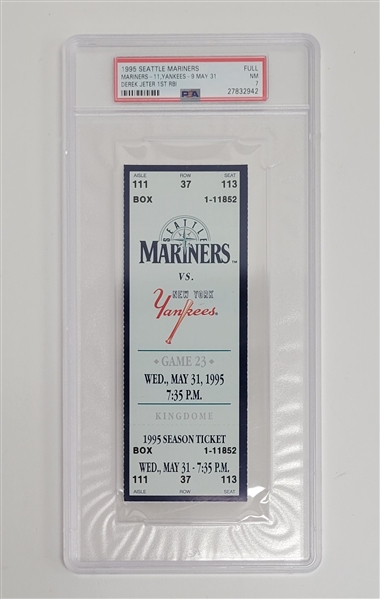 1995 SEATTLE MARINERS FULL
MARINERS - 11, YANKEES - 9 MAY 31 NM
DEREK JETER 1ST RBI 7
PSA 27832942
AISLE ROW SEAT
111 37 113
BOX 1-11852
SEATTLE
MARINERS™
VS.
NEW YORK
Yankees.
GAME 23
WED., MAY 31, 1995
7:35 P.M.
KINGDOME
1995 SEASON TICKET
BOX 1-11852
WED., MAY 31 - 7:35 P.M.
111 37 113
AISLE ROW SEAT